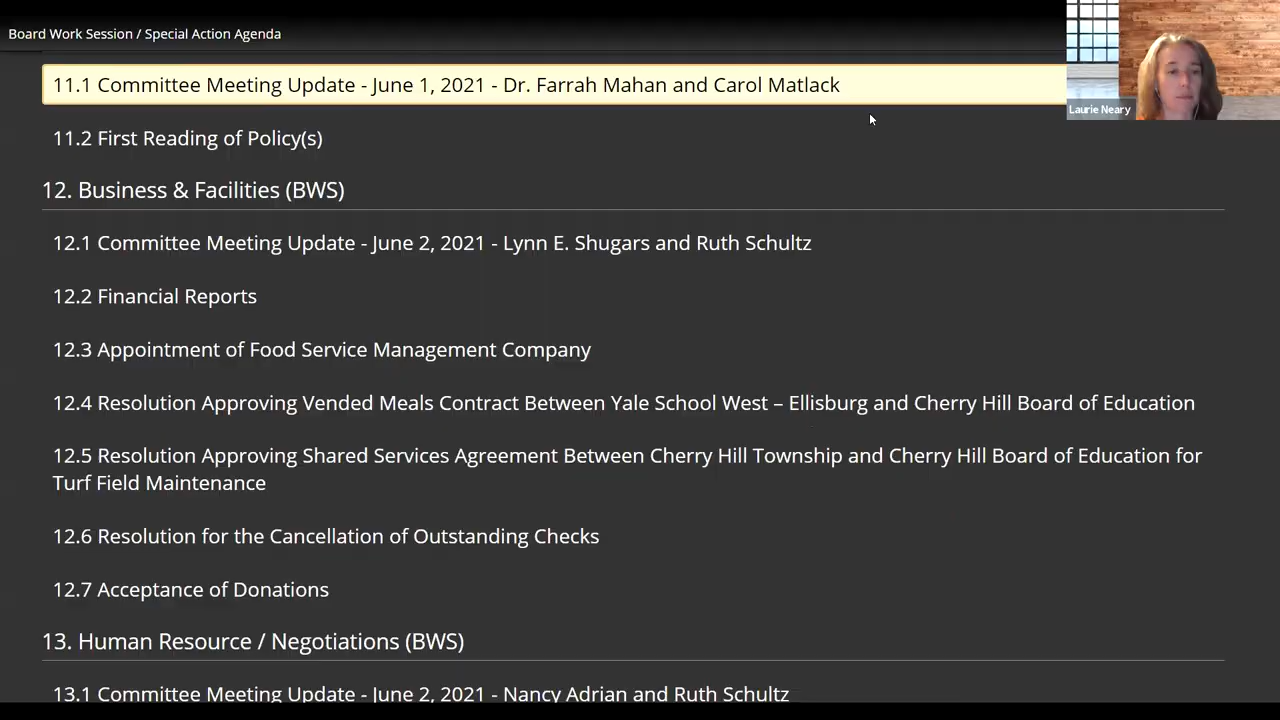 Board Work Session / Special Action Agenda
11.1 Committee Meeting Update - June 1, 2021 - Dr. Farrah Mahan and Carol Matlack
Laurie Neary
11.2 First Reading of Policy(s)
12. Business & Facilities (BWS)
12.1 Committee Meeting Update - June 2, 2021 - Lynn E. Shugars and Ruth Schultz
12.2 Financial Reports
12.3 Appointment of Food Service Management Company
12.4 Resolution Approving Vended Meals Contract Between Yale School West – Ellisburg and Cherry Hill Board of Education
12.5 Resolution Approving Shared Services Agreement Between Cherry Hill Township and Cherry Hill Board of Education for
Turf Field Maintenance
12.6 Resolution for the Cancellation of Outstanding Checks
12.7 Acceptance of Donations
13. Human Resource / Negotiations (BWS)
13.1 Committee Meeting Update - June 2, 2021 - Nancy Adrian and Ruth Schultz